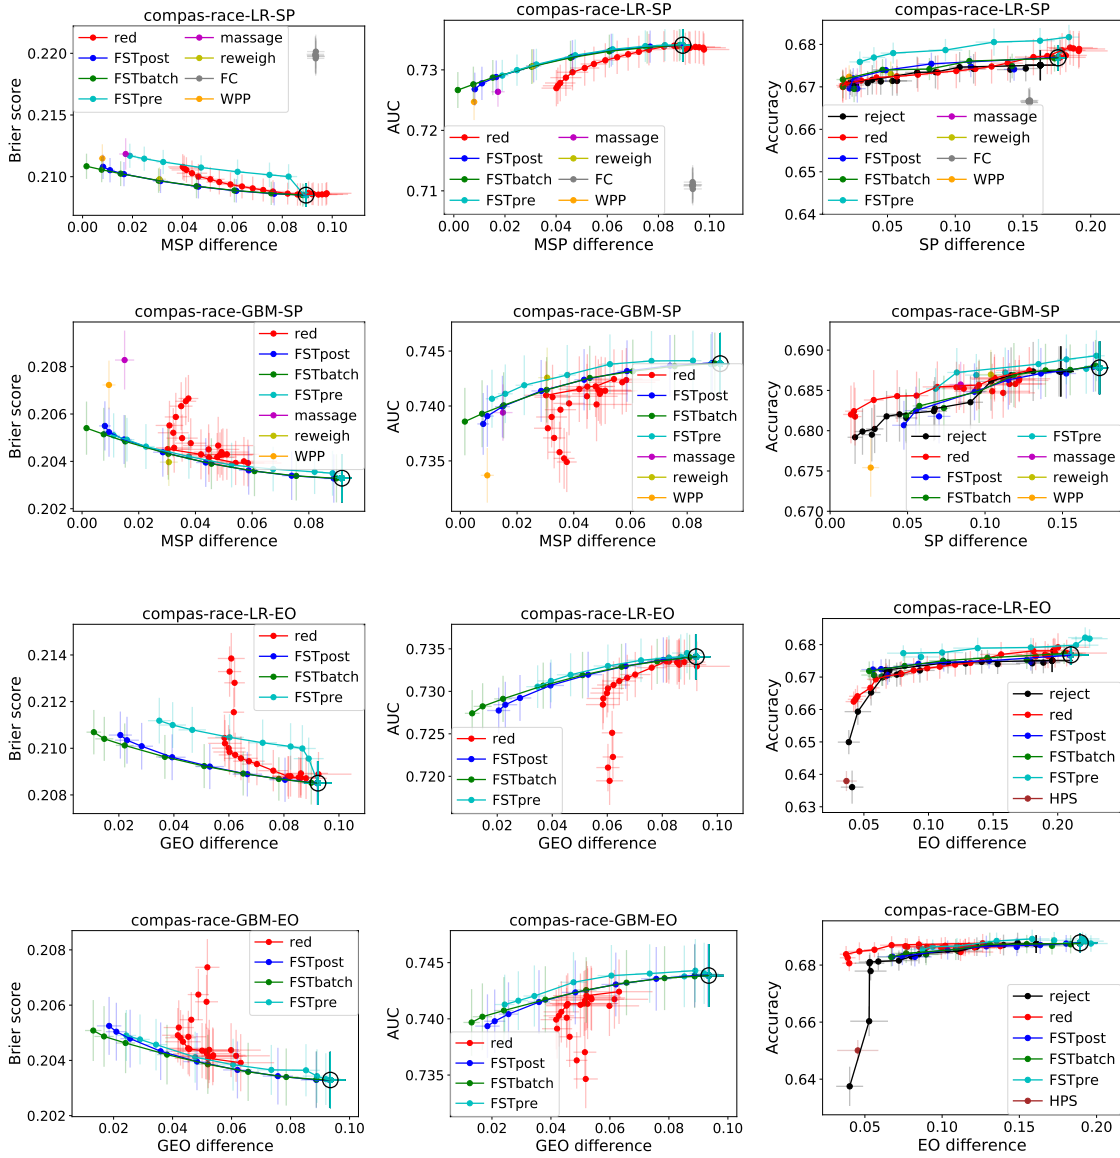 compas-race-LR-SP
0.220
0.215
0.210
Brier score
red
FSTpost
FSTbatch
FSTpre
massage
reweigh
FC
WPP
0.00 0.02 0.04 0.06 0.08 0.10
MSP difference
compas-race-LR-SP
0.73
0.72
0.71
AUC
red
FSTpost
FSTbatch
FSTpre
massage
reweigh
FC
WPP
0.00 0.02 0.04 0.06 0.08 0.10
MSP difference
compas-race-LR-SP
0.68
0.67
0.66
0.65
0.64
Accuracy
reject
red
FSTpost
FSTbatch
FSTpre
massage
reweigh
FC
WPP
0.00 0.05 0.10 0.15 0.20
SP difference
compas-race-GBM-SP
0.208
0.206
0.204
0.202
Brier score
red
FSTpost
FSTbatch
FSTpre
massage
reweigh
WPP
0.00 0.02 0.04 0.06 0.08
MSP difference
compas-race-GBM-SP
0.745
0.740
0.735
AUC
red
FSTpost
FSTbatch
FSTpre
massage
reweigh
WPP
0.00 0.02 0.04 0.06 0.08
MSP difference
compas-race-GBM-SP
0.690
0.685
0.680
0.675
0.670
Accuracy
reject
red
FSTpost
FSTbatch
FSTpre
massage
reweigh
WPP
0.00 0.05 0.10 0.15
SP difference
compas-race-LR-EO
0.214
0.212
0.210
0.208
Brier score
red
FSTpost
FSTbatch
FSTpre
0.02 0.04 0.06 0.08 0.10
GEO difference
compas-race-LR-EO
0.735
0.730
0.725
0.720
AUC
red
FSTpost
FSTbatch
FSTpre
0.02 0.04 0.06 0.08 0.10
GEO difference
compas-race-LR-EO
0.68
0.67
0.66
0.65
0.64
0.63
Accuracy
reject
red
FSTpost
FSTbatch
FSTpre
HPS
0.05 0.10 0.15 0.20
EO difference
compas-race-GBM-EO
0.208
0.206
0.204
0.202
Brier score
red
FSTpost
FSTbatch
FSTpre
0.02 0.04 0.06 0.08 0.10
GEO difference
compas-race-GBM-EO
0.745
0.740
0.735
AUC
red
FSTpost
FSTbatch
FSTpre
0.02 0.04 0.06 0.08 0.10
GEO difference
compas-race-GBM-EO
0.68
0.66
0.64
Accuracy
reject
red
FSTpost
FSTbatch
FSTpre
HPS
0.05 0.10 0.15 0.20
EO difference